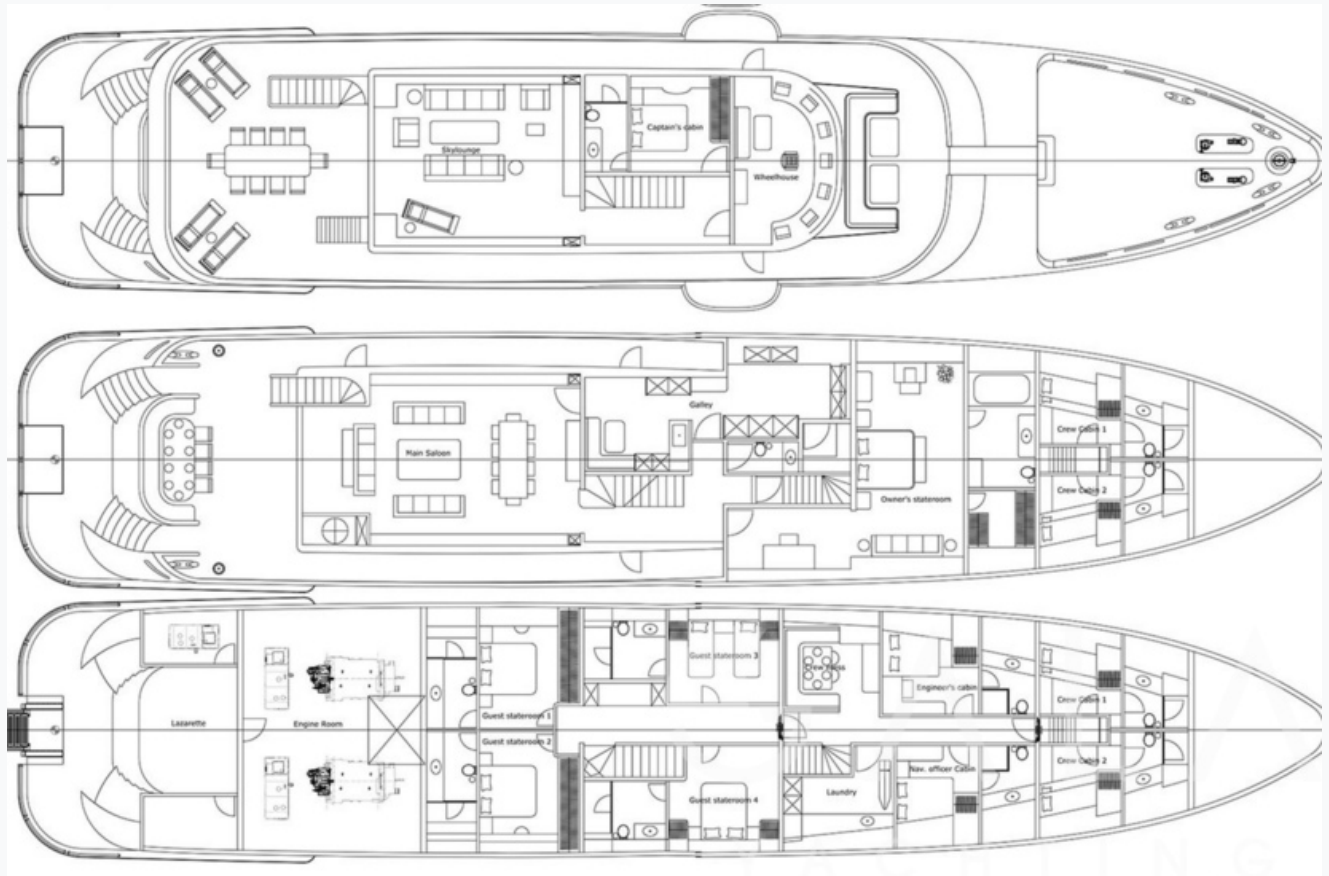 Captain's cabin
Skylounge
Wheelhouse
Galley
Main Saloon
Crew Cabin 1
Owner's stateroom
Crew Cabin 2
Guest stateroom 3
Crew Mess
Engineer's cabin
Crew Cabin 1
Lazarette
Engine Room
Guest stateroom 1
Guest stateroom 2
Crew Cabin 2
Nav. officer Cabin
Laundry
Guest stateroom 4
YACHTING